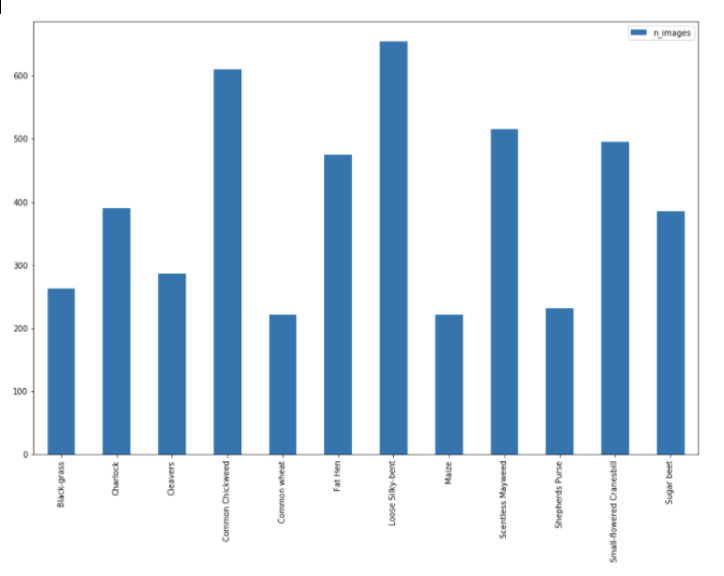 n_images
600
500
400
300
200
100
0
Black-grass
Charlock
Cleavers
Common Chickweed
Common wheat
Fat Hen
Loose Silky-bent
Maize
Scentless Mayweed
Shepherds Purse
Small-flowered Cranesbill
Sugar beet